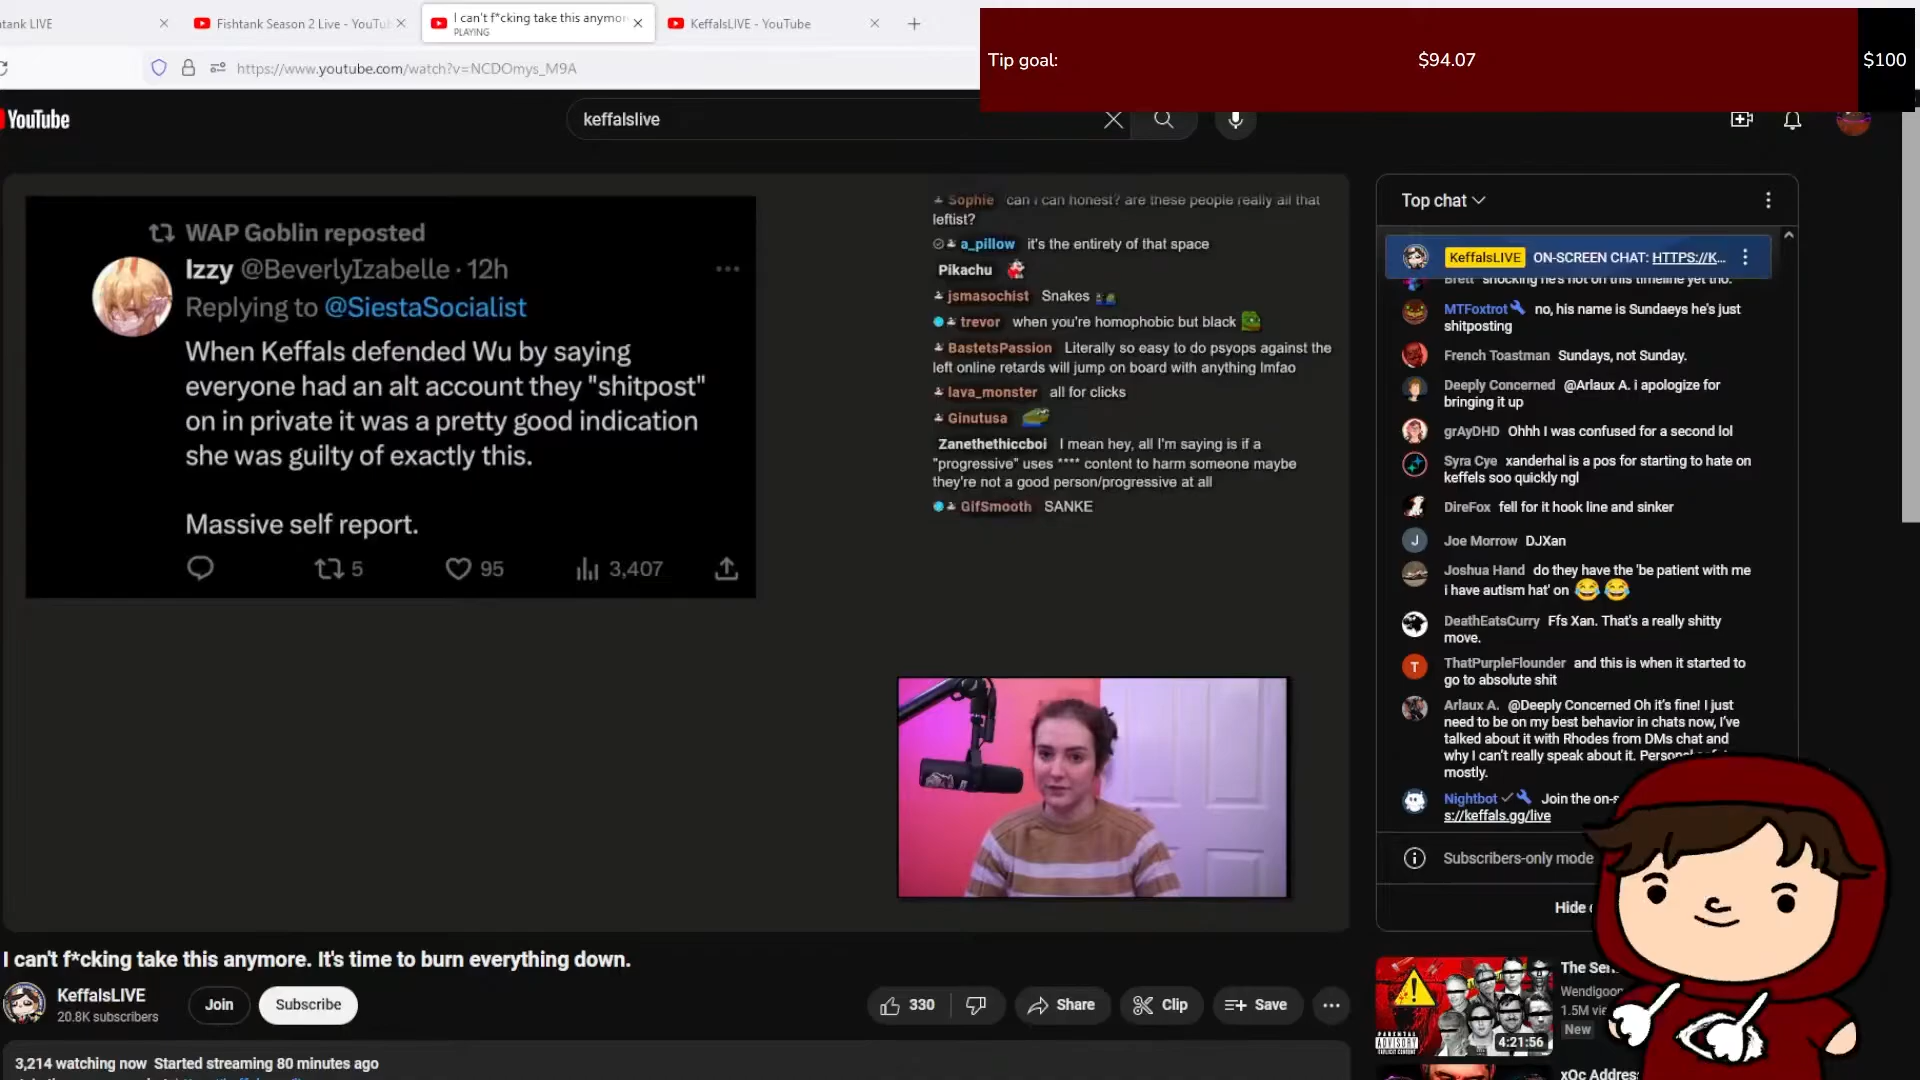 tank LIVE
Fishtank Season 2 Live - YouTu
I can't f*cking take this anymor
PLAYING
KeffalsLIVE - YouTube
Tip goal:
$94.07
$100
https://www.youtube.com/watch?v=NCDOmys_M9A
YouTube
keffalslive
WAP Goblin reposted
Izzy @BeverlyIzabelle · 12h
Replying to @SiestaSocialist
When Keffals defended Wu by saying
everyone had an alt account they "shitpost"
on in private it was a pretty good indication
she was guilty of exactly this.
Massive self report.
5
95
3,407
Sophie can i can honest? are these people really all that
leftist?
a_pillow it's the entirety of that space
Pikachu
jsmasochist Snakes
trevor when you're homophobic but black
BastetsPassion Literally so easy to do psyops against the
left online retards will jump on board with anything lmfao
lava_monster all for clicks
Ginutusa
Zanethethiccboi I mean hey, all I'm saying is if a
"progressive" uses **** content to harm someone maybe
they're not a good person/progressive at all
GifSmooth SANKE
Top chat
KeffalsLIVE ON-SCREEN CHAT: HTTPS://K...
Brett shocking he's not on this timeline yet tho.
MTFoxtrot no, his name is Sundaeys he's just
shitposting
French Toastman Sundays, not Sunday.
Deeply Concerned @Arlaux A. i apologize for
bringing it up
grAyDHD Ohhh I was confused for a second lol
Syra Cye xanderhal is a pos for starting to hate on
keffels soo quickly ngl
DireFox fell for it hook line and sinker
J
Joe Morrow DJXan
Joshua Hand do they have the 'be patient with me
i have autism hat' on
DeathEatsCurry Ffs Xan. That's a really shitty
move.
T
ThatPurpleFlounder and this is when it started to
go to absolute shit
Arlaux A. @Deeply Concerned Oh it's fine! I just
need to be on my best behavior in chats now, I've
talked about it with Rhodes from DMs chat and
why I can't really speak about it. Personal
mostly.
Nightbot Join the on-s
s://keffals.gg/live
Subscribers-only mode
Hide
I can't f*cking take this anymore. It's time to burn everything down.
KeffalsLIVE
20.8K subscribers
Join
Subscribe
330
Share
Clip
Save
3,214 watching now Started streaming 80 minutes ago
PARENTAL
ADVISORY
EXPLICIT CONTENT
4:21:56
The Ser
Wendigoon
1.5M vie
New
xQc Address